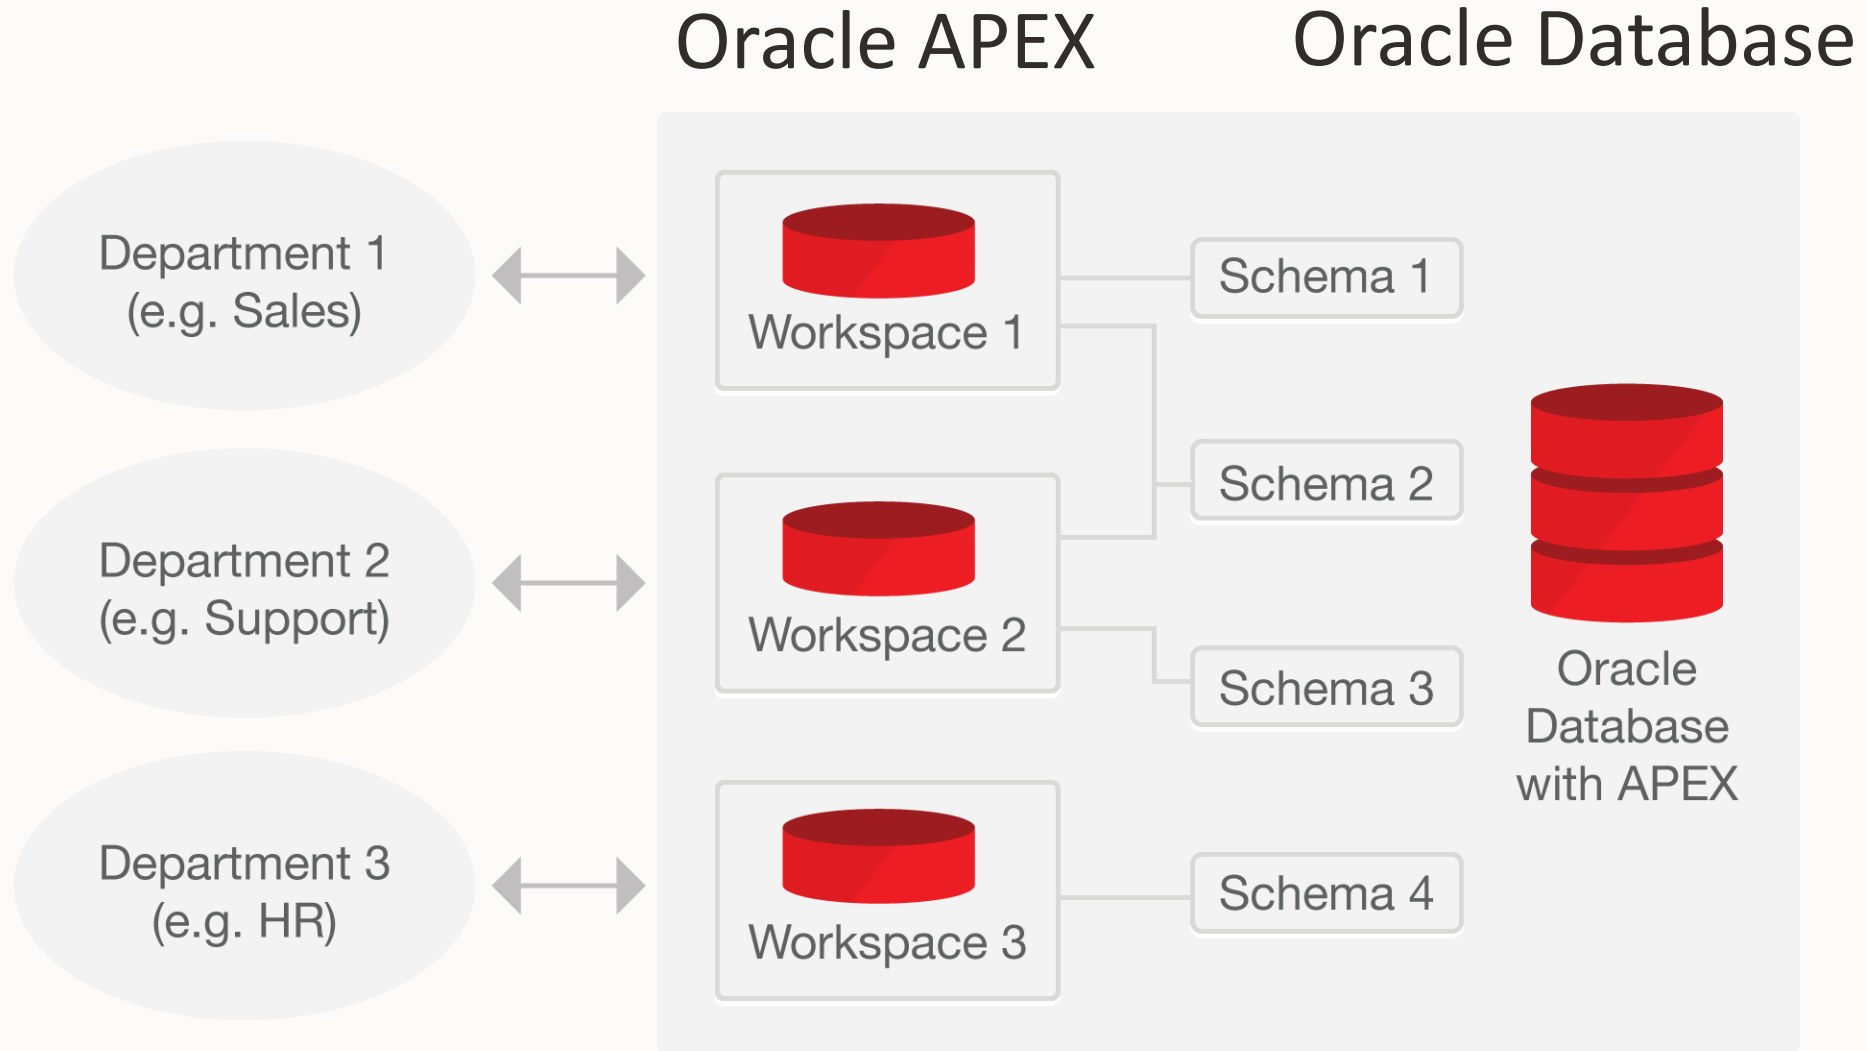 Oracle APEX
Oracle Database
Department 1
(e.g. Sales)
Workspace 1
Schema 1
Department 2
(e.g. Support)
Workspace 2
Schema 2
Schema 3
Oracle
Database
with APEX
Department 3
(e.g. HR)
Workspace 3
Schema 4